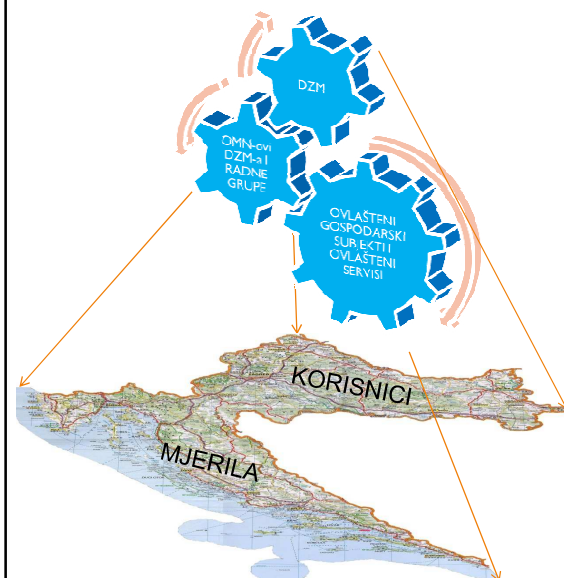 DZM
OMN-ovi
DZM-a I
RADNE
GRUPE
OVLAŠTENI
GOSPODARSKI
SUBJEKTI I
OVLAŠTENI
SERVISI
KORISNICI
MJERILA